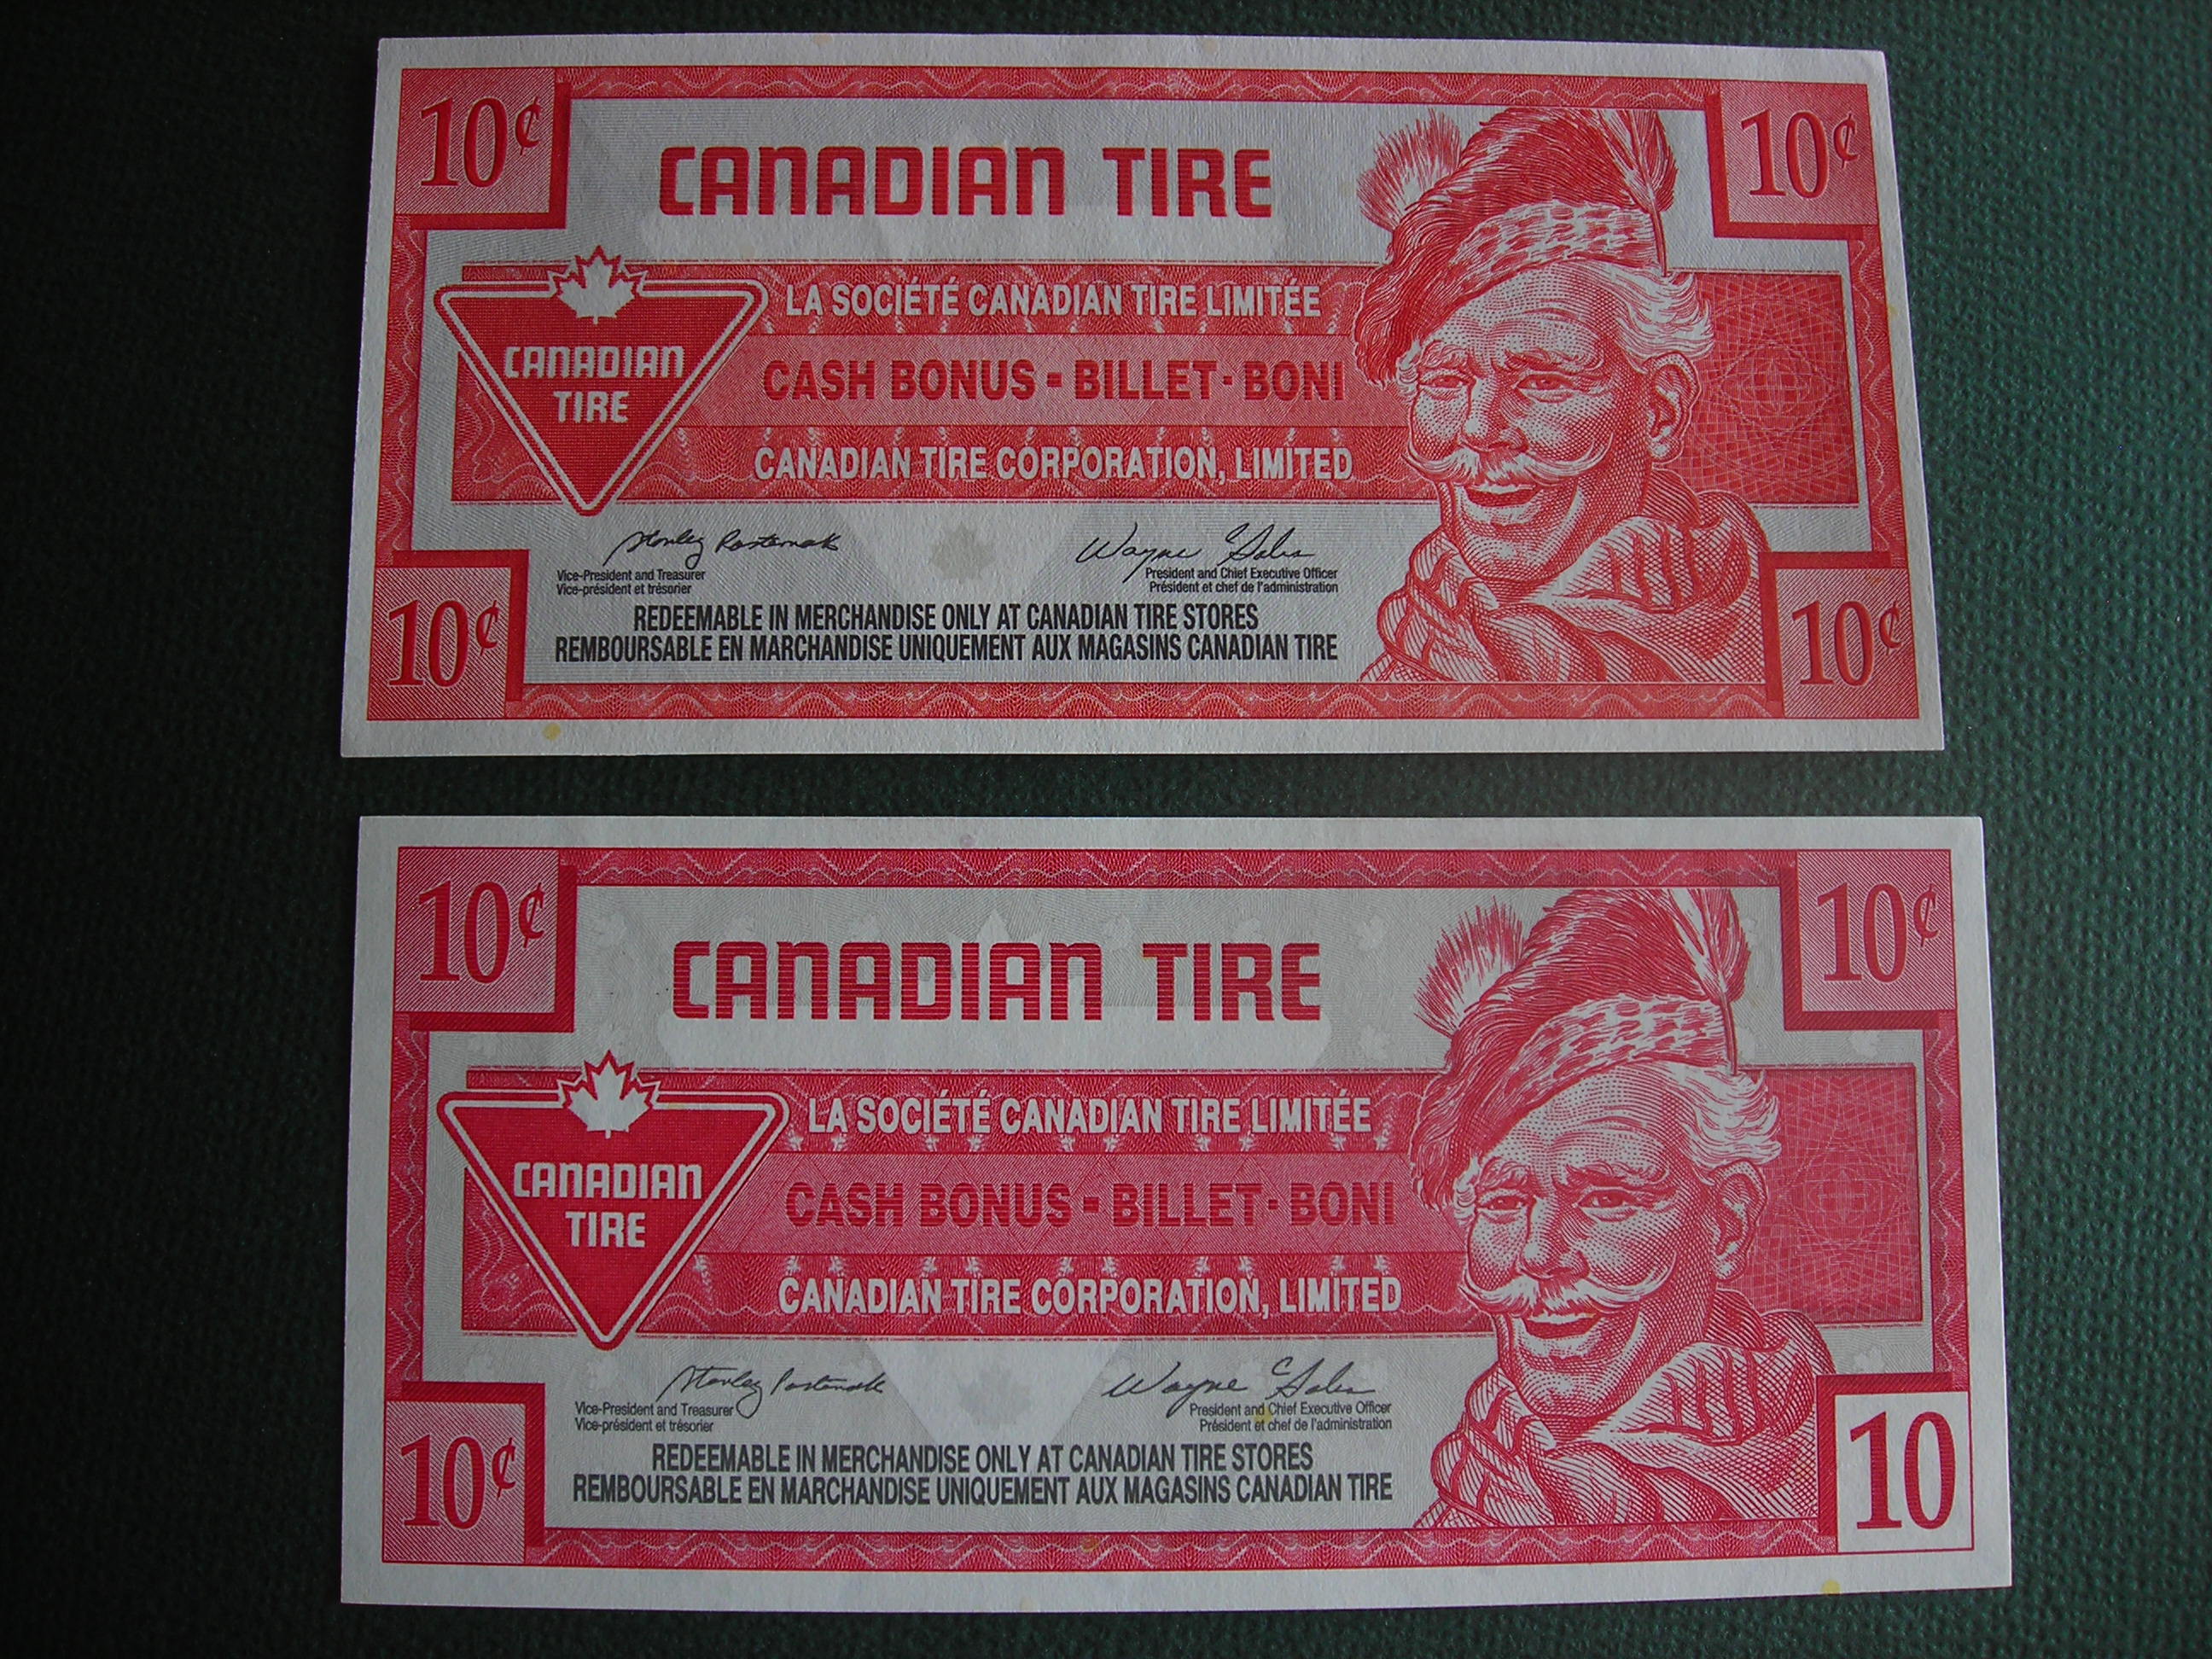 10¢ 10¢
CANADIAN TIRE
LA SOCIÉTÉ CANADIAN TIRE LIMITÉE
CANADIAN
TIRE
CASH BONUS - BILLET - BONI
CANADIAN TIRE CORPORATION, LIMITED
Wayne Sales
Vice-President and Treasurer President and Chief Executive Officer
Vice-président et trésorier Président et chef de l'administration
10¢ 10¢
REDEEMABLE IN MERCHANDISE ONLY AT CANADIAN TIRE STORES
REMBOURSABLE EN MARCHANDISE UNIQUEMENT AUX MAGASINS CANADIAN TIRE
10¢ 10¢
CANADIAN TIRE
LA SOCIÉTÉ CANADIAN TIRE LIMITÉE
CANADIAN
TIRE
CASH BONUS - BILLET - BONI
CANADIAN TIRE CORPORATION, LIMITED
Wayne Sales
Vice-President and Treasurer President and Chief Executive Officer
Vice-président et trésorier Président et chef de l'administration
10¢ 10
REDEEMABLE IN MERCHANDISE ONLY AT CANADIAN TIRE STORES
REMBOURSABLE EN MARCHANDISE UNIQUEMENT AUX MAGASINS CANADIAN TIRE